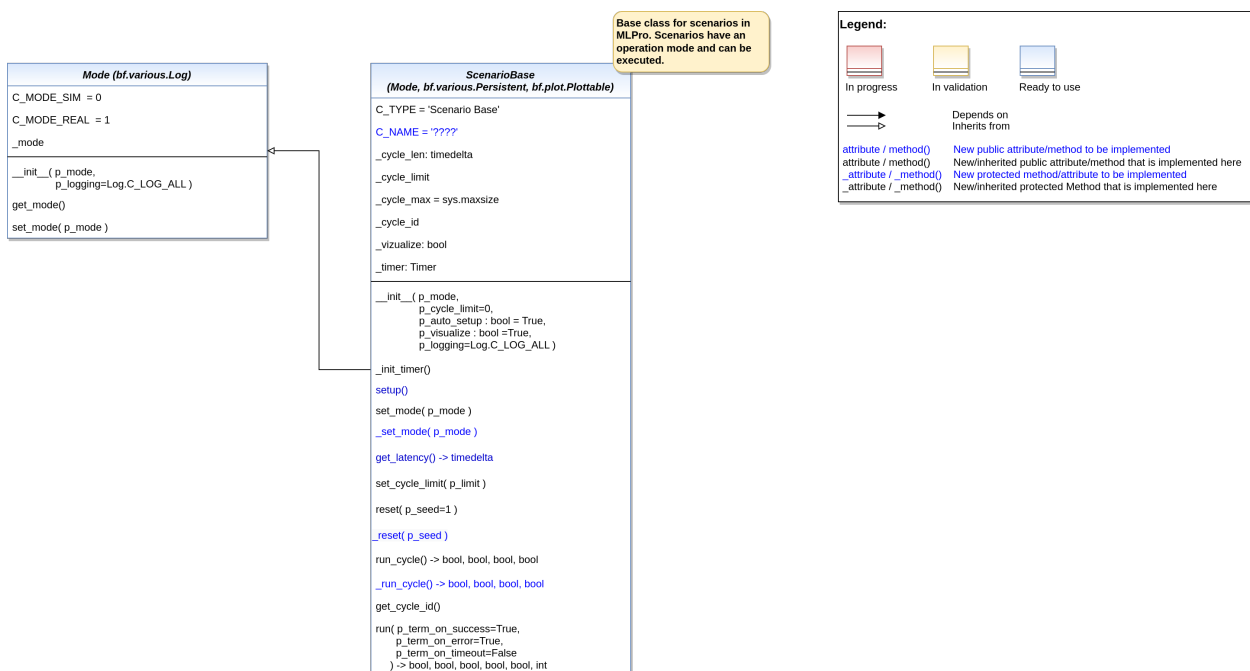 Base class for scenarios in
MLPro. Scenarios have an
operation mode and can be
executed.
Mode (bf.various.Log)
C_MODE_SIM  = 0
C_MODE_REAL  = 1
_mode
__init__( p_mode,
p_logging=Log.C_LOG_ALL )
get_mode()
set_mode( p_mode )
ScenarioBase
(Mode, bf.various.Persistent, bf.plot.Plottable)
C_TYPE = 'Scenario Base'
C_NAME = '????'
_cycle_len: timedelta
_cycle_limit
_cycle_max = sys.maxsize
_cycle_id
_vizualize: bool
_timer: Timer
__init__( p_mode,
p_cycle_limit=0,
p_auto_setup : bool = True,
p_visualize : bool =True,
p_logging=Log.C_LOG_ALL )
_init_timer()
setup()
set_mode( p_mode )
_set_mode( p_mode )
get_latency() -> timedelta
set_cycle_limit( p_limit )
reset( p_seed=1 )
_reset( p_seed )
run_cycle() -> bool, bool, bool, bool
_run_cycle() -> bool, bool, bool, bool
get_cycle_id()
run( p_term_on_success=True,
p_term_on_error=True,
p_term_on_timeout=False
) -> bool, bool, bool, bool, bool, int
Legend:
In progress In validation Ready to use
Depends on
Inherits from
attribute / method() New public attribute/method to be implemented
attribute / method() New/inherited public attribute/method that is implemented here
_attribute / _method() New protected method/attribute to be implemented
_attribute / _method() New/inherited protected Method that is implemented here